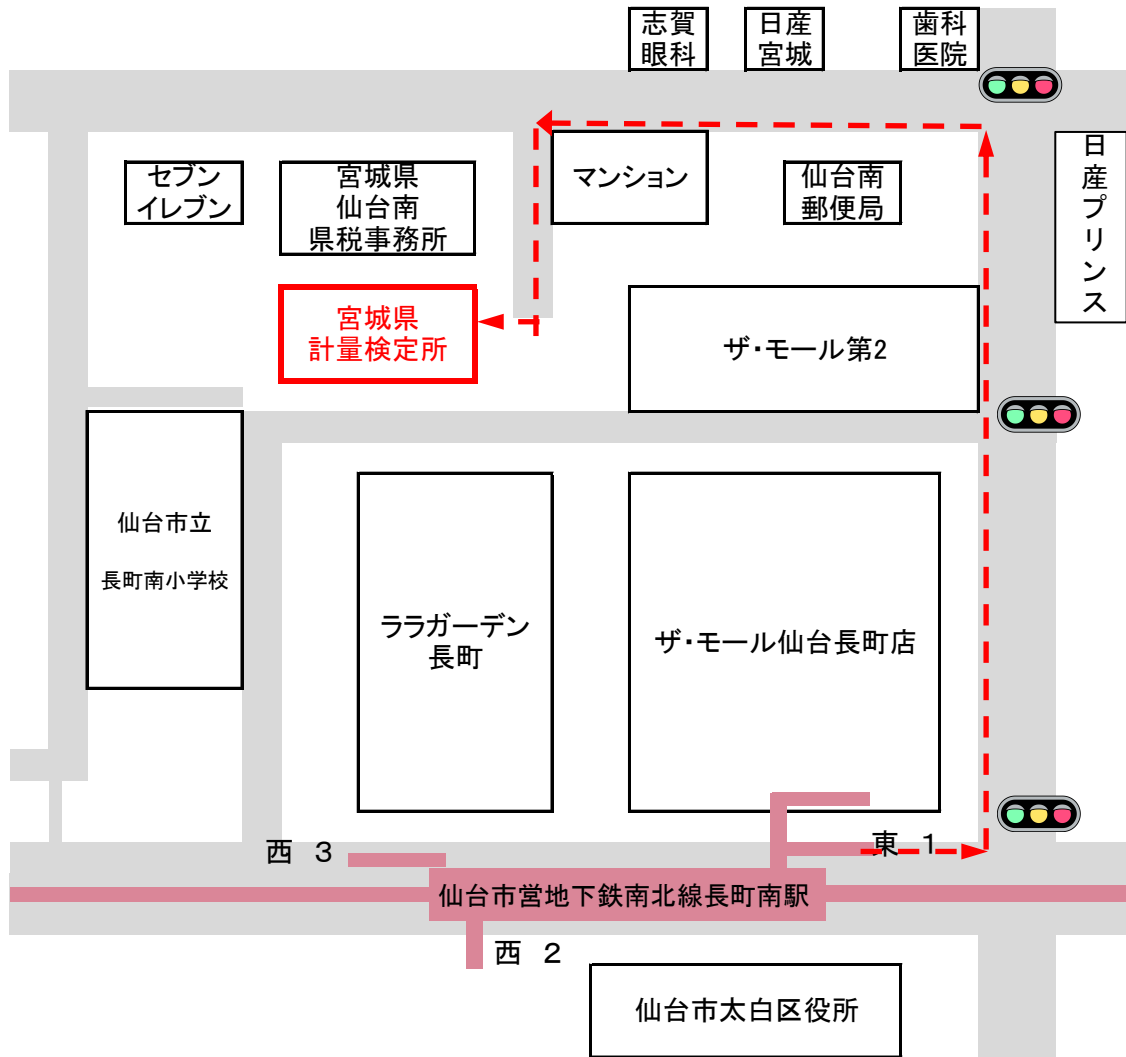 志賀
眼科
日産
宮城
歯科
医院
セブン
イレブン
宮城県
仙台南
県税事務所
マンション
仙台南
郵便局
日産プリンス
宮城県
計量検定所
ザ・モール第2
仙台市立
長町南小学校
ララガーデン
長町
ザ・モール仙台長町店
西 3
東 1
仙台市営地下鉄南北線長町南駅
西 2
仙台市太白区役所